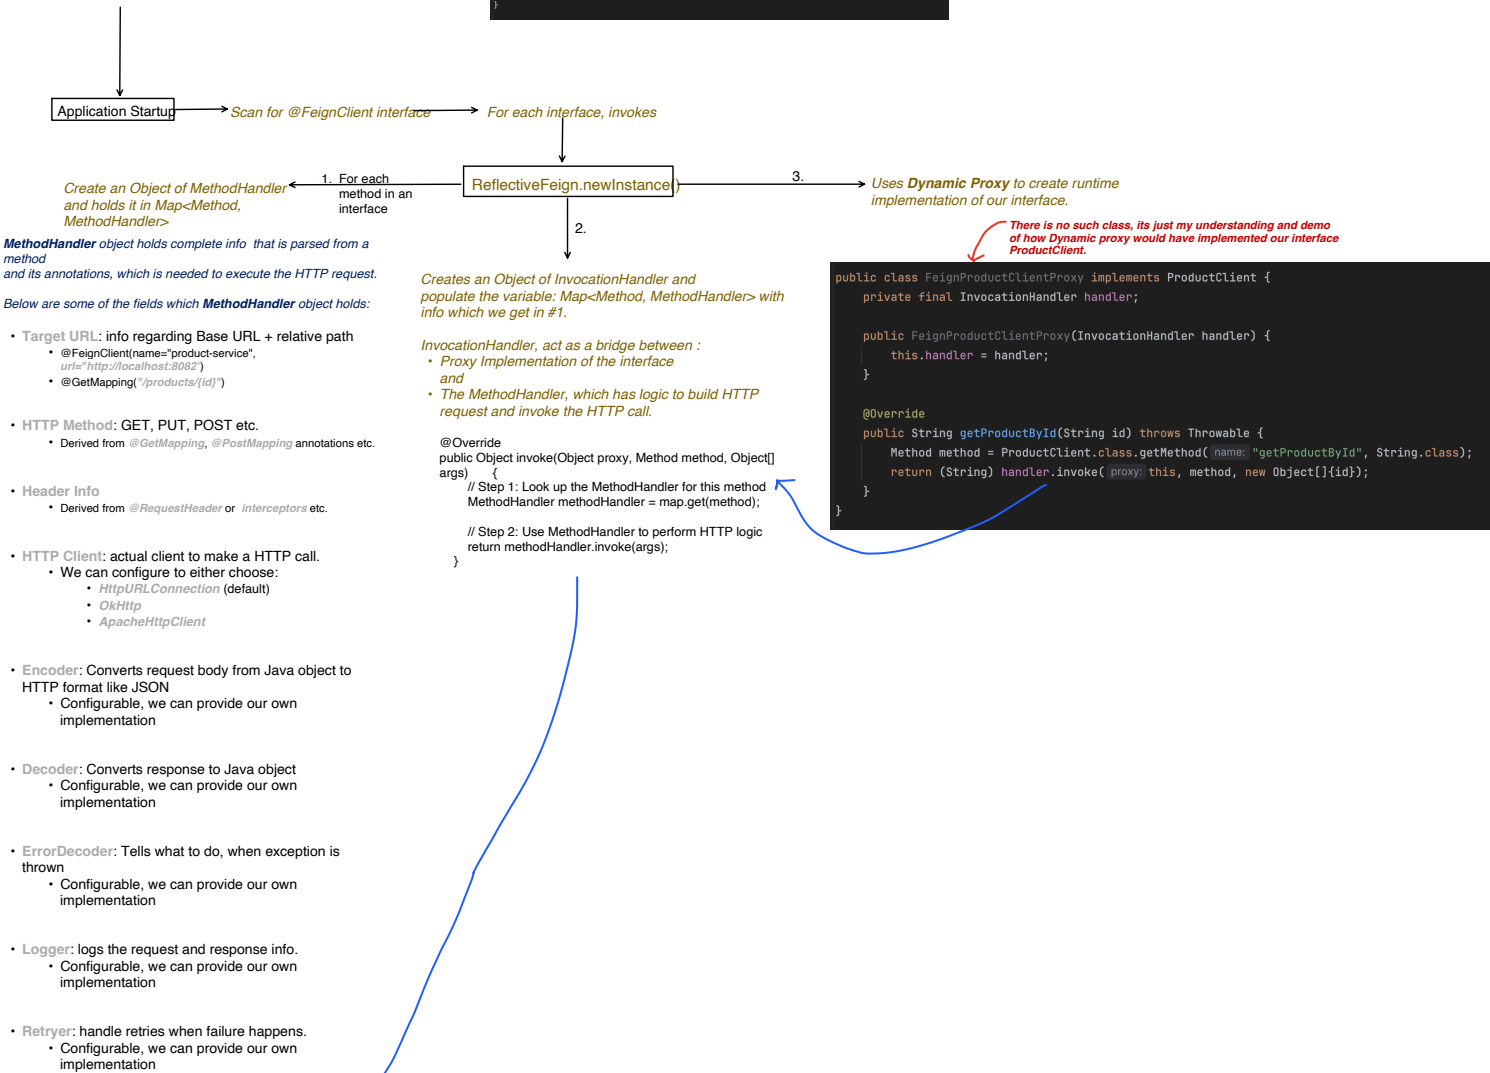 }
Application Startup
Scan for @FeignClient interface
For each interface, invokes
ReflectiveFeign.newInstance()
1. For each
method in an
interface
Create an Object of MethodHandler
and holds it in Map<Method,
MethodHandler>
3.
Uses Dynamic Proxy to create runtime
implementation of our interface.
2.
MethodHandler object holds complete info that is parsed from a
method
and its annotations, which is needed to execute the HTTP request.
Below are some of the fields which MethodHandler object holds:
• Target URL: info regarding Base URL + relative path
• @FeignClient(name="product-service",
url="http://localhost:8082")
• @GetMapping("/products/{id}")
• HTTP Method: GET, PUT, POST etc.
• Derived from @GetMapping, @PostMapping annotations etc.
• Header Info
• Derived from @RequestHeader or interceptors etc.
• HTTP Client: actual client to make a HTTP call.
• We can configure to either choose:
• HttpURLConnection (default)
• OkHttp
• ApacheHttpClient
• Encoder: Converts request body from Java object to
HTTP format like JSON
• Configurable, we can provide our own
implementation
• Decoder: Converts response to Java object
• Configurable, we can provide our own
implementation
• ErrorDecoder: Tells what to do, when exception is
thrown
• Configurable, we can provide our own
implementation
• Logger: logs the request and response info.
• Configurable, we can provide our own
implementation
• Retryer: handle retries when failure happens.
• Configurable, we can provide our own
implementation
Creates an Object of InvocationHandler and
populate the variable: Map<Method, MethodHandler> with
info which we get in #1.
InvocationHandler, act as a bridge between :
• Proxy Implementation of the interface
and
• The MethodHandler, which has logic to build HTTP
request and invoke the HTTP call.
@Override
public Object invoke(Object proxy, Method method, Object[]
args) {
// Step 1: Look up the MethodHandler for this method
MethodHandler methodHandler = map.get(method);
// Step 2: Use MethodHandler to perform HTTP logic
return methodHandler.invoke(args);
}
There is no such class, its just my understanding and demo
of how Dynamic proxy would have implemented our interface
ProductClient.
public class FeignProductClientProxy implements ProductClient {
private final InvocationHandler handler;
public FeignProductClientProxy(InvocationHandler handler) {
this.handler = handler;
}
@Override
public String getProductById(String id) throws Throwable {
Method method = ProductClient.class.getMethod( name: "getProductById", String.class);
return (String) handler.invoke( proxy: this, method, new Object[]{id});
}
}